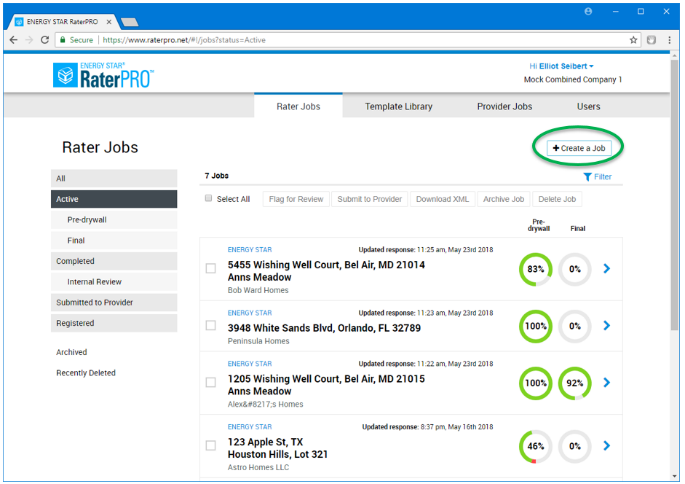 ENERGY STAR RaterPRO
Secure | https://www.raterpro.net/#!/jobs?status=Active
ENERGY STAR®
RaterPRO™
Hi Elliot Seibert
Mock Combined Company 1
Rater Jobs Template Library Provider Jobs Users
Rater Jobs
+ Create a Job
All
Active
Pre-drywall
Final
Completed
Internal Review
Submitted to Provider
Registered
Archived
Recently Deleted
7 Jobs
Filter
Select All Flag for Review Submit to Provider Download XML Archive Job Delete Job
Pre-
drywall Final
ENERGY STAR Updated response: 11:25 am, May 23rd 2018
5455 Wishing Well Court, Bel Air, MD 21014
Anns Meadow
Bob Ward Homes
83% 0%
ENERGY STAR Updated response: 11:23 am, May 23rd 2018
3948 White Sands Blvd, Orlando, FL 32789
Peninsula Homes
100% 0%
ENERGY STAR Updated response: 11:22 am, May 23rd 2018
1205 Wishing Well Court, Bel Air, MD 21015
Anns Meadow
Alex&#8217;s Homes
100% 92%
ENERGY STAR Updated response: 8:37 pm, May 16th 2018
123 Apple St, TX
Houston Hills, Lot 321
Astro Homes LLC
46% 0%